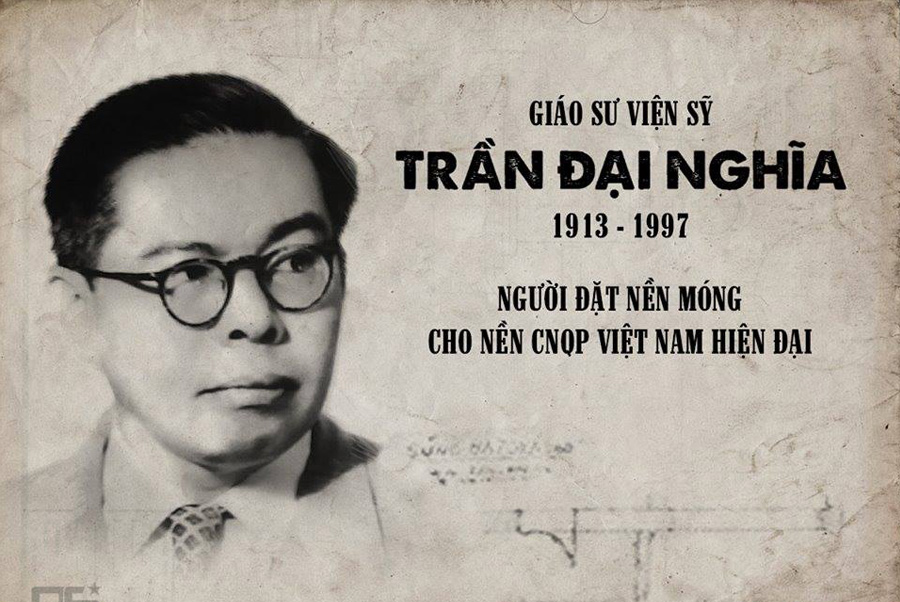 GIÁO SƯ VIỆN SỸ
TRẦN ĐẠI NGHĨA
1913 - 1997
NGƯỜI ĐẶT NỀN MÓNG
CHO NỀN CNQP VIỆT NAM HIỆN ĐẠI